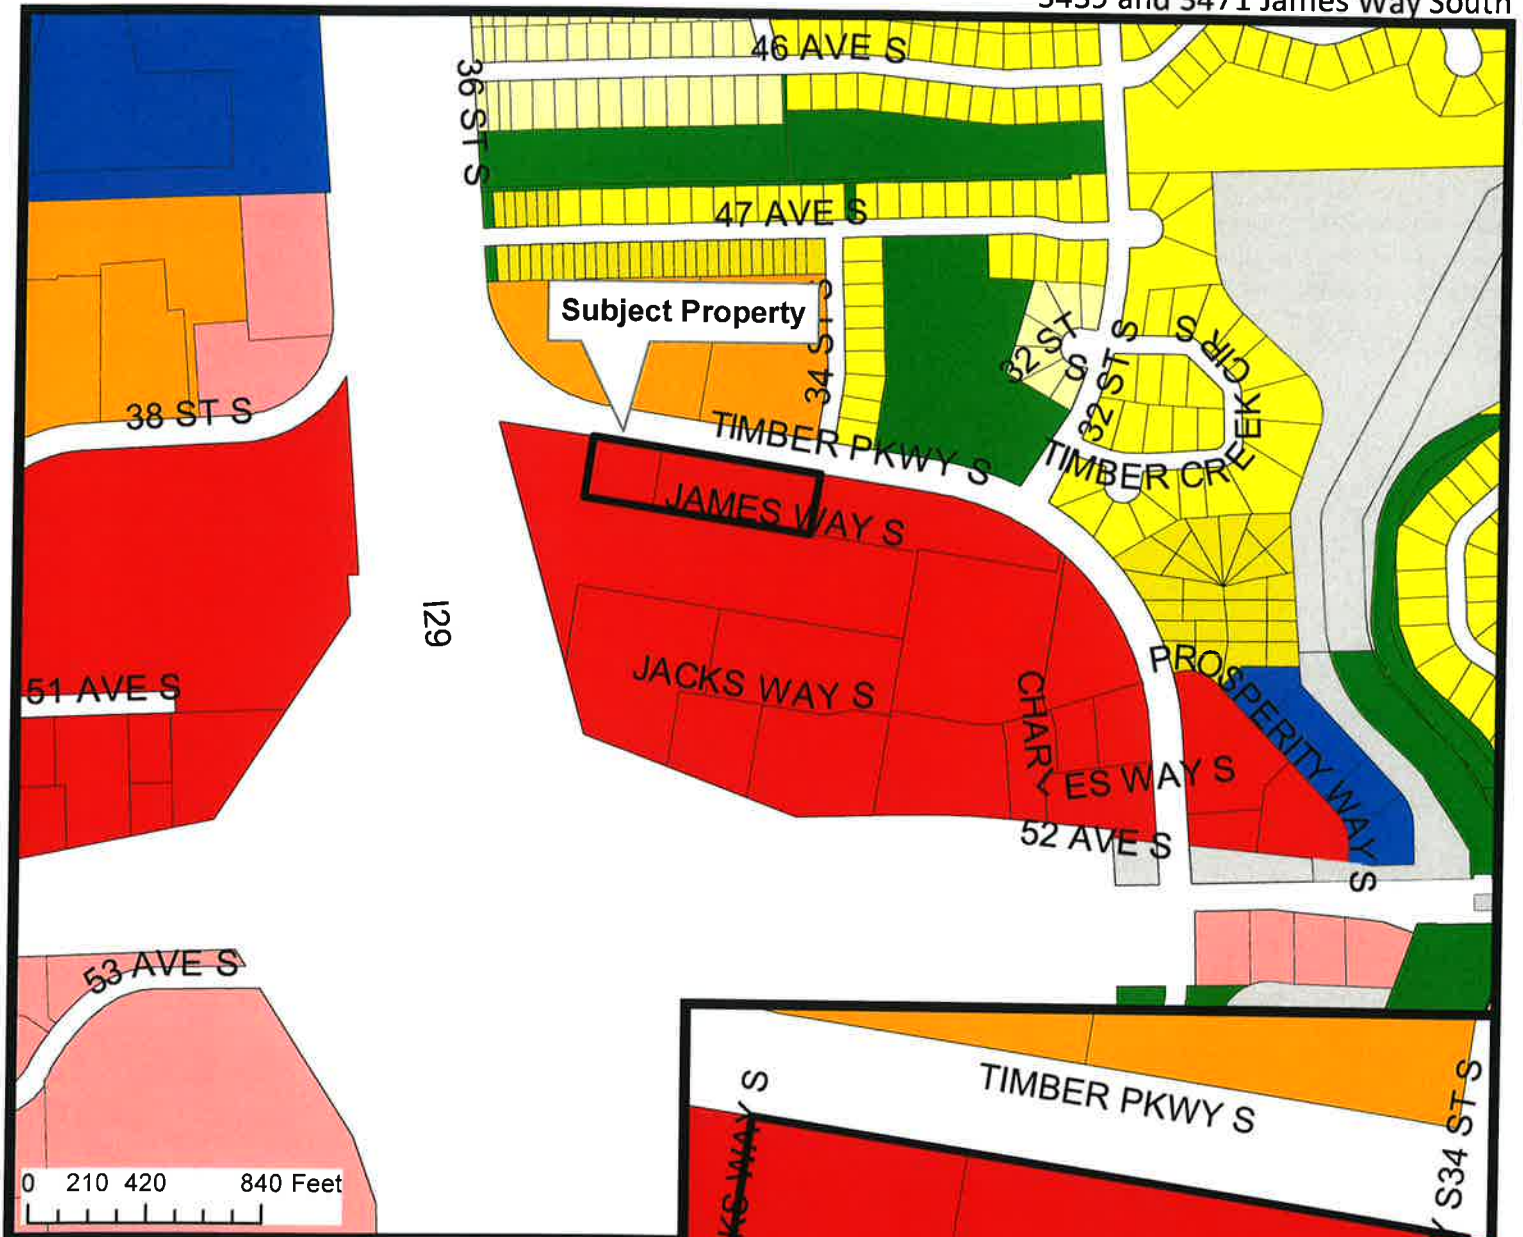 3439 and 3471 James Way South
46 AVE S
36 ST S
47 AVE S
Subject Property
34 ST S
32 ST S
32 ST S
CIR S
TIMBER CREEK
38 ST S
TIMBER PKWY S
JAMES WAY S
I29
51 AVE S
JACKS WAY S
PROSPERITY WAY S
CHARLES WAY S
52 AVE S
53 AVE S
TIMBER PKWY S
KS WAY S
Y S
34 ST S
0 210 420 840 Feet